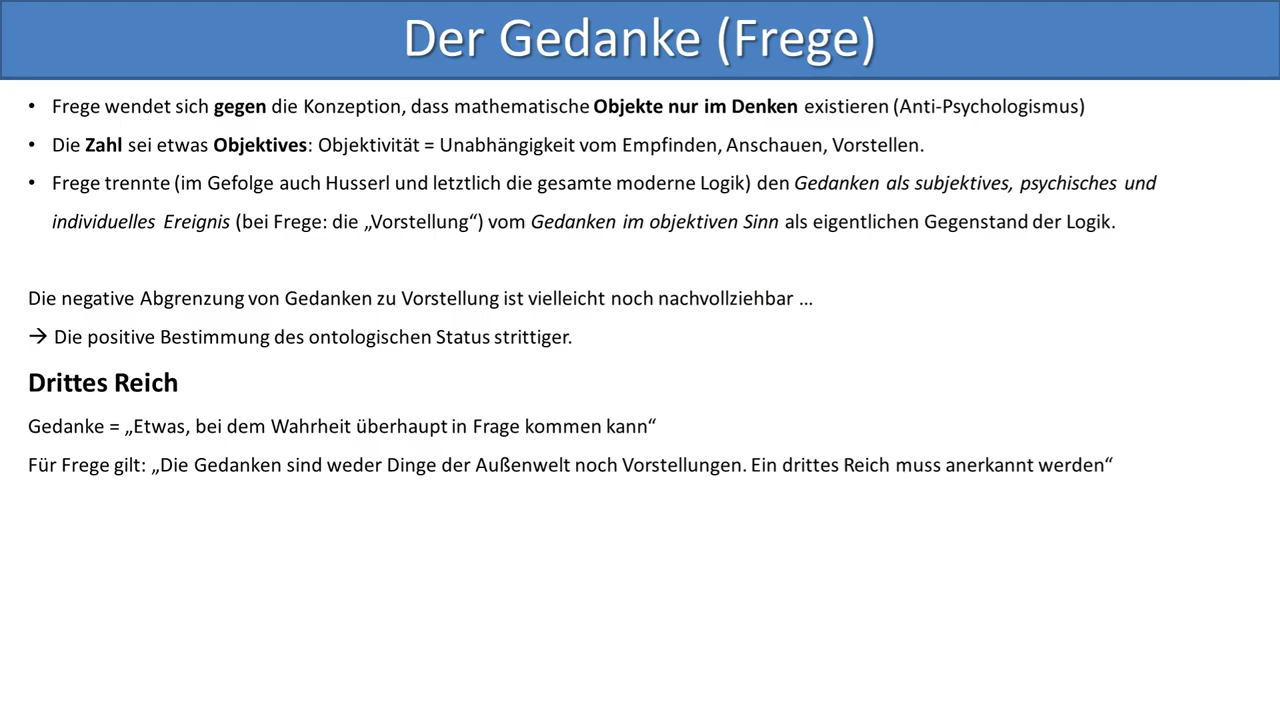 Der Gedanke (Frege)
• Frege wendet sich gegen die Konzeption, dass mathematische Objekte nur im Denken existieren (Anti-Psychologismus)
• Die Zahl sei etwas Objektives: Objektivität = Unabhängigkeit vom Empfinden, Anschauen, Vorstellen.
• Frege trennte (im Gefolge auch Husserl und letztlich die gesamte moderne Logik) den Gedanken als subjektives, psychisches und
individuelles Ereignis (bei Frege: die „Vorstellung“) vom Gedanken im objektiven Sinn als eigentlichen Gegenstand der Logik.
Die negative Abgrenzung von Gedanken zu Vorstellung ist vielleicht noch nachvollziehbar …
→ Die positive Bestimmung des ontologischen Status strittiger.
Drittes Reich
Gedanke = „Etwas, bei dem Wahrheit überhaupt in Frage kommen kann“
Für Frege gilt: „Die Gedanken sind weder Dinge der Außenwelt noch Vorstellungen. Ein drittes Reich muss anerkannt werden“